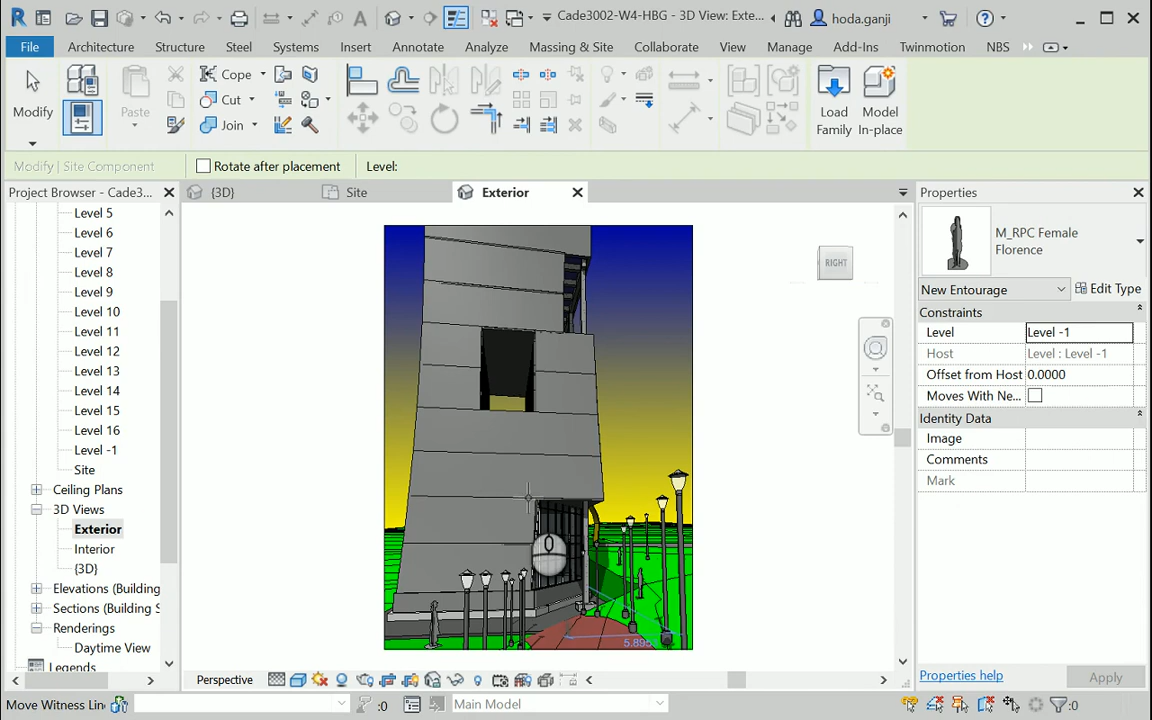 Cade3002-W4-HBG - 3D View: Exte...
hoda.ganji
File
Architecture
Structure
Steel
Systems
Insert
Annotate
Analyze
Massing & Site
Collaborate
View
Manage
Add-Ins
Twinmotion
NBS
Modify
Paste
Cope
Cut
Join
Load
Family
Model
In-place
Modify | Site Component
Rotate after placement
Level:
Project Browser - Cade3...
{3D}
Site
Exterior
Level 5
Level 6
Level 7
Level 8
Level 9
Level 10
Level 11
Level 12
Level 13
Level 14
Level 15
Level 16
Level -1
Site
Ceiling Plans
3D Views
Exterior
Interior
{3D}
Elevations (Building
Sections (Building S
Renderings
Daytime View
Legends
RIGHT
Properties
M_RPC Female
Florence
New Entourage
Edit Type
Constraints
Level
Level -1
Host
Level : Level -1
Offset from Host
0.0000
Moves With Ne...
Identity Data
Image
Comments
Mark
Properties help
Apply
Perspective
Move Witness Lin
:0
Main Model
:0